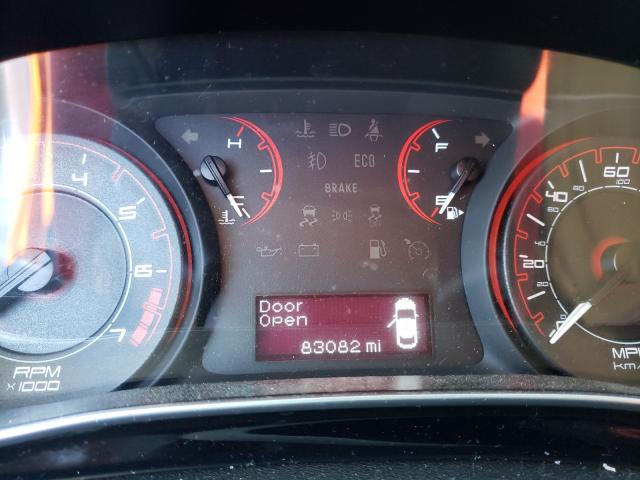 H
F
ECO
BRAKE
C
E
4
5
6
7
RPM
x1000
Door
Open
83082 mi
60
100
40
20
MPH
km/